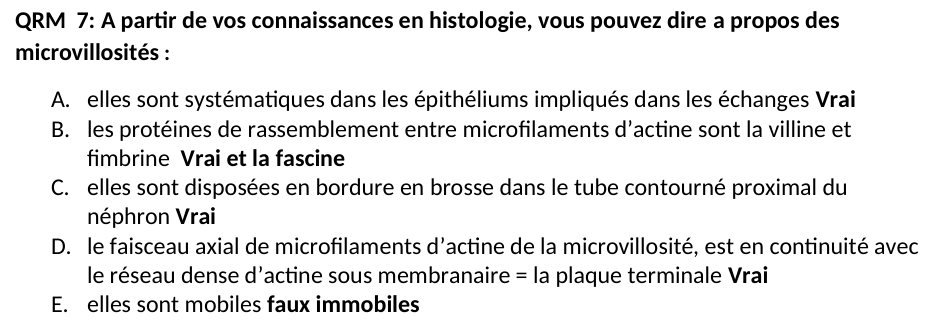 QRM 7: A partir de vos connaissances en histologie, vous pouvez dire a propos des
microvillosités :
A. elles sont systématiques dans les épithéliums impliqués dans les échanges Vrai
B. les protéines de rassemblement entre microfilaments d'actine sont la villine et
fimbrine Vrai et la fascine
C. elles sont disposées en bordure en brosse dans le tube contourné proximal du
néphron Vrai
D. le faisceau axial de microfilaments d'actine de la microvillosité, est en continuité avec
le réseau dense d'actine sous membranaire = la plaque terminale Vrai
E. elles sont mobiles faux immobiles